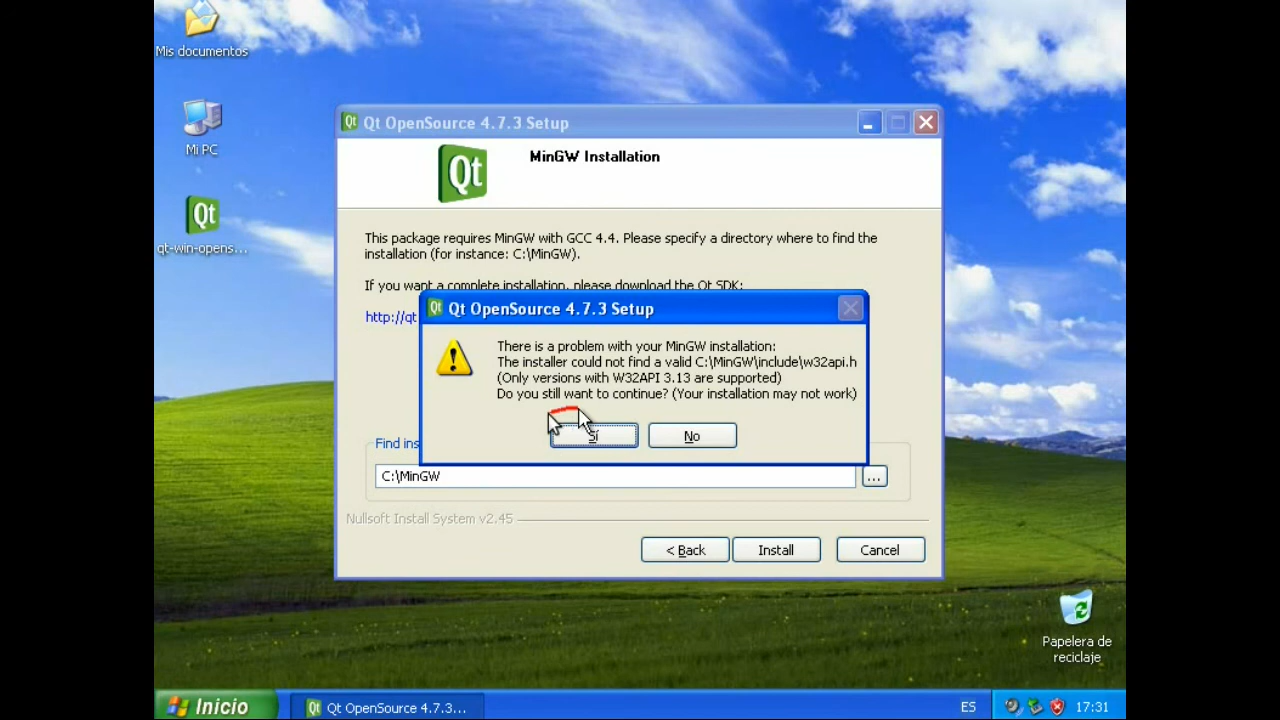 Mis documentos
Mi PC
qt-win-opens...
Qt OpenSource 4.7.3 Setup
Qt
MinGW Installation
This package requires MinGW with GCC 4.4. Please specify a directory where to find the
installation (for instance: C:\MinGW).
If you want a complete installation, please download the Qt SDK:
http://qt
Qt OpenSource 4.7.3 Setup
There is a problem with your MinGW installation:
The installer could not find a valid C:\MinGW\include\w32api.h
(Only versions with W32API 3.13 are supported)
Do you still want to continue? (Your installation may not work)
Sí
No
Find ins
C:\MinGW
...
Nullsoft Install System v2.45
< Back
Install
Cancel
Papelera de
reciclaje
Inicio
Qt OpenSource 4.7.3...
ES
17:31